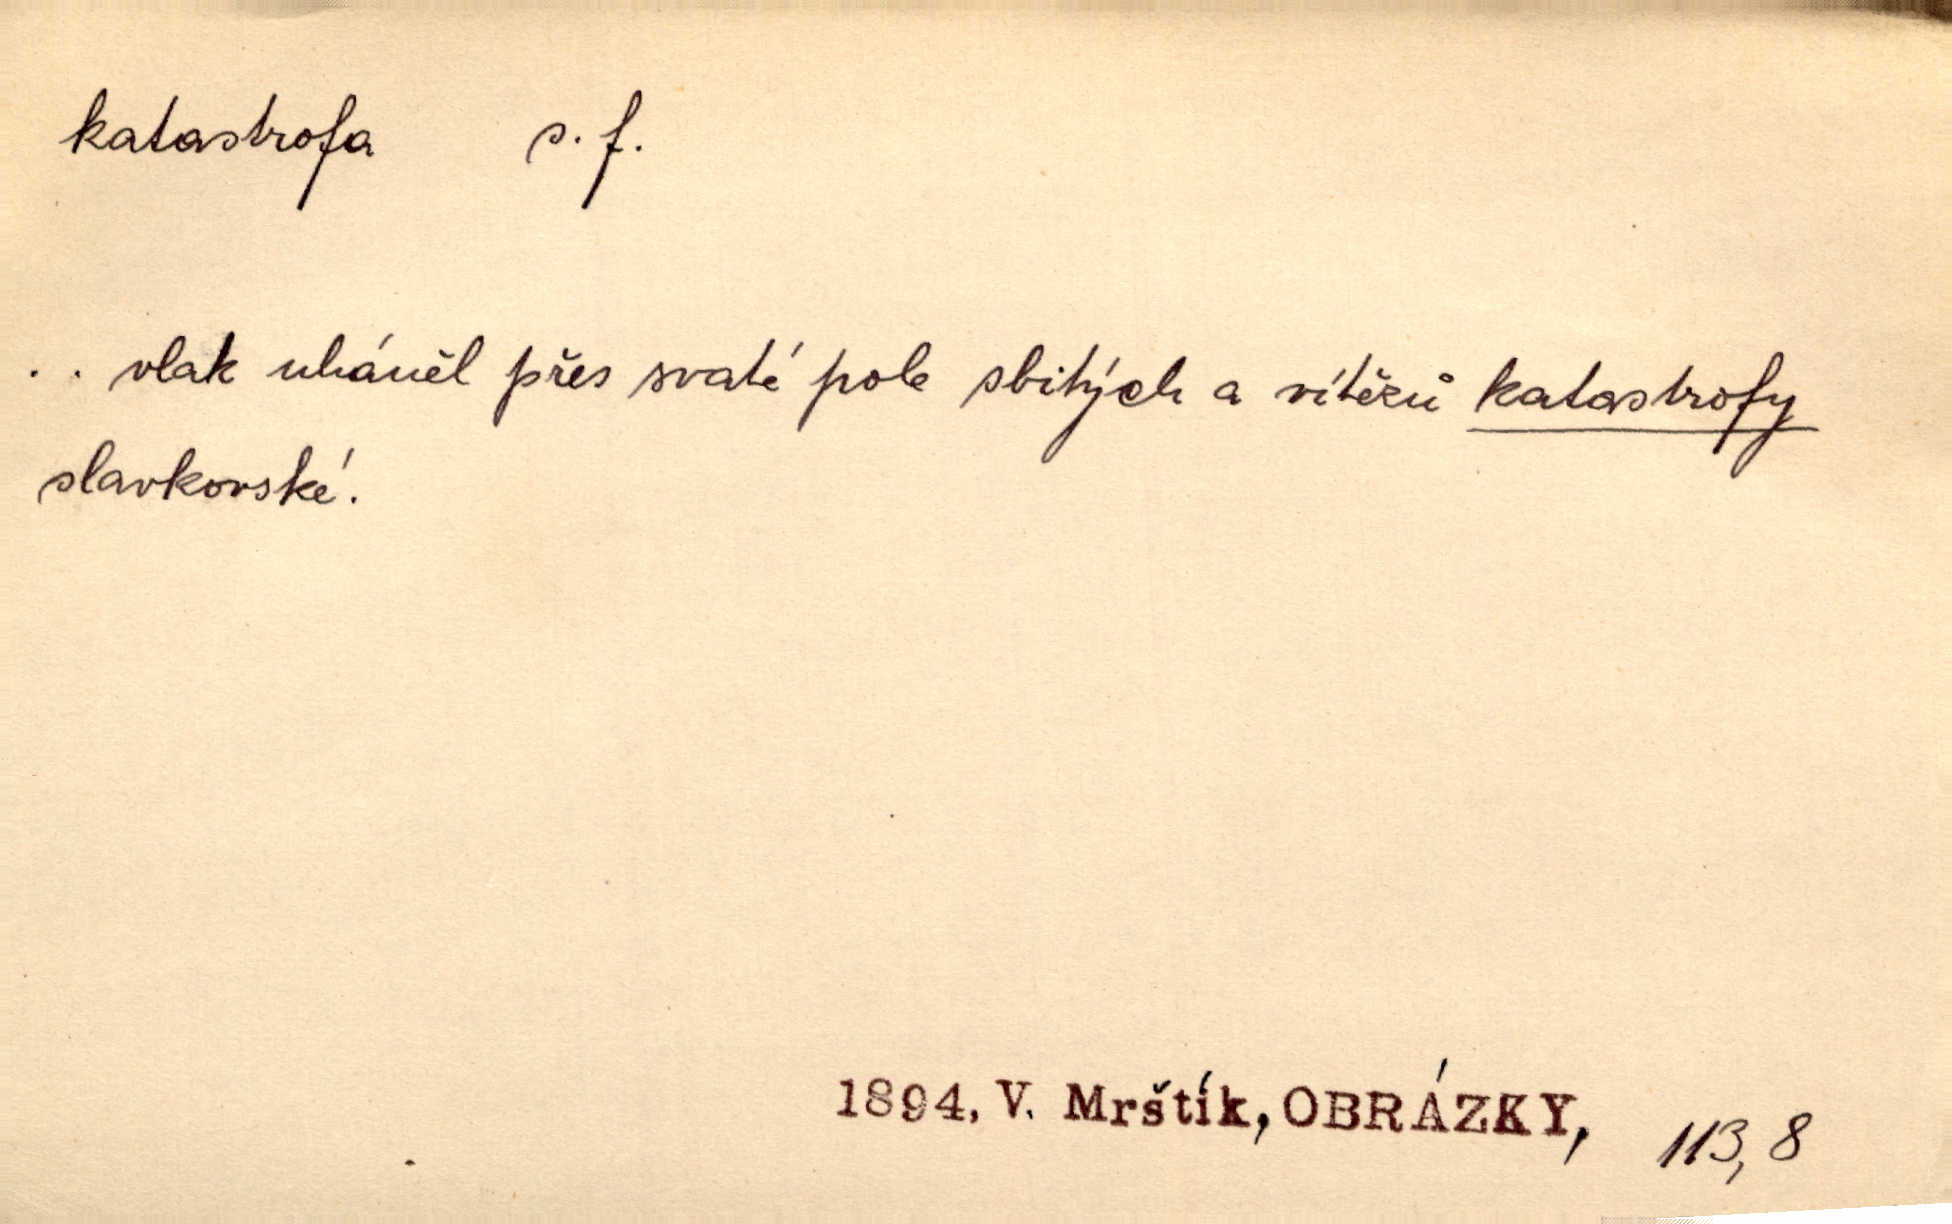 katastrofa s. f.
. . vlak uháněl přes svaté pole sbitých a vítězů katastrofy
slavkovské.
1894, V. Mrštík, OBRÁZKY, 113, 8